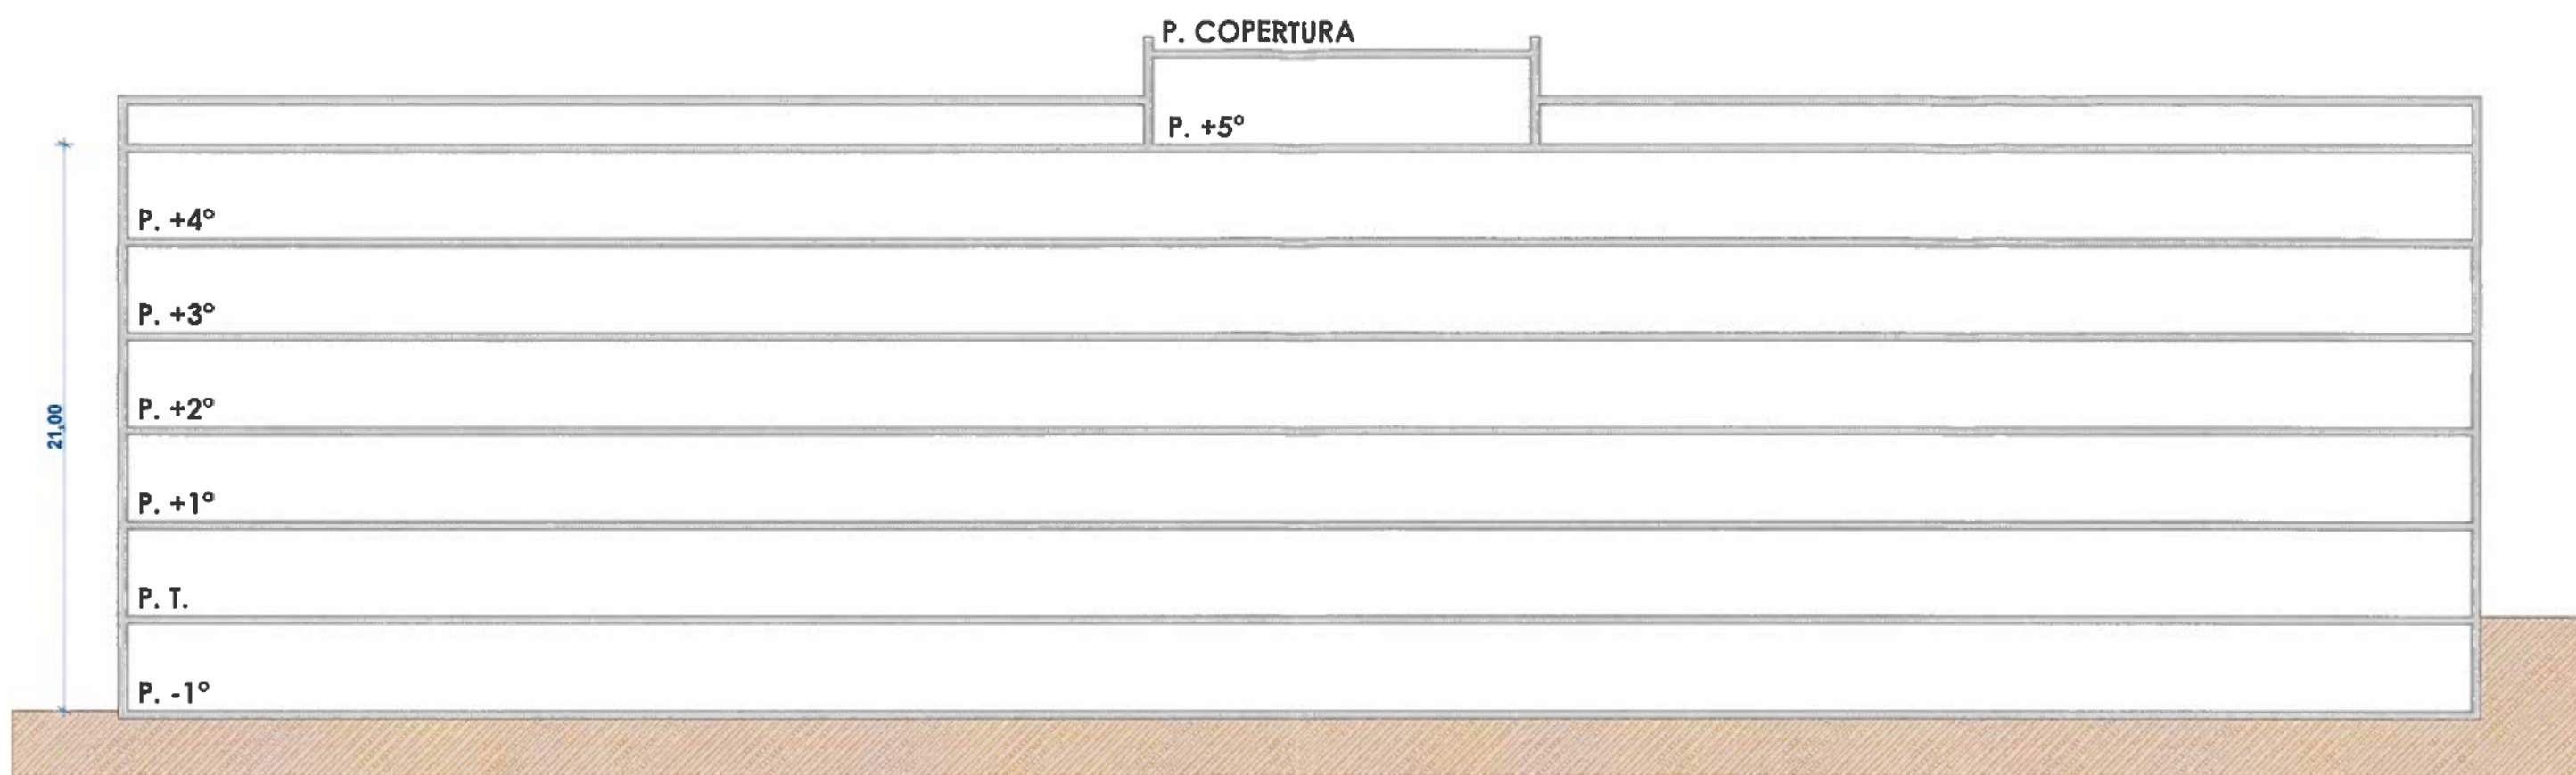 P. COPERTURA
P. +5°
P. +4°
P. +3°
P. +2°
21,00
P. +1°
P. T.
P. -1°